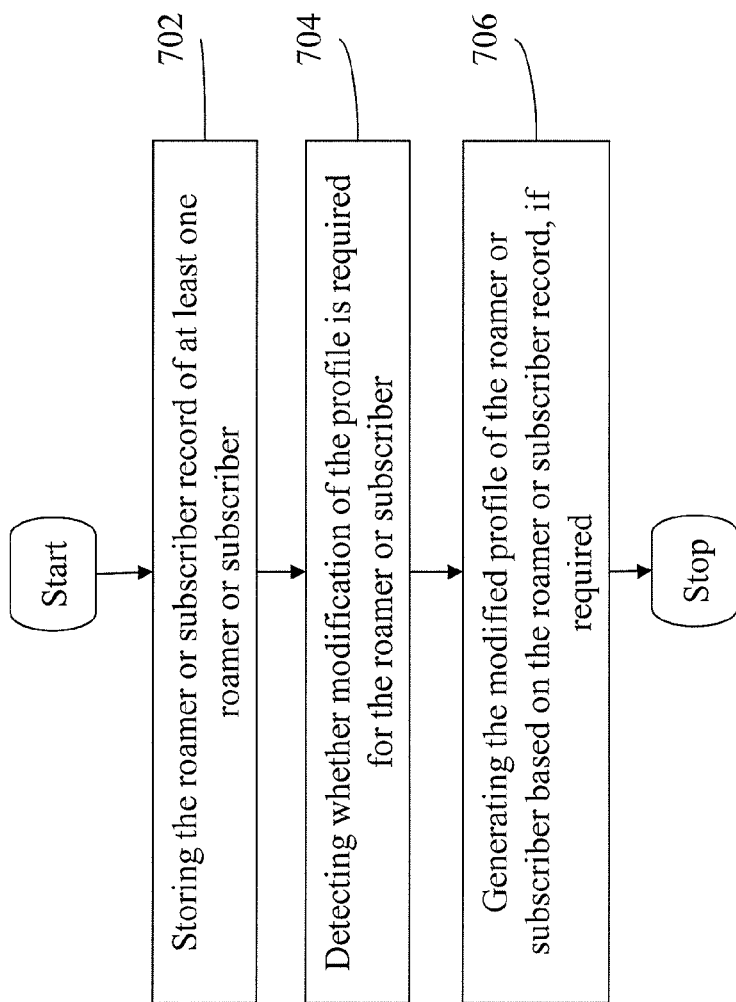 Start
Storing the roamer or subscriber record of at least one
roamer or subscriber
702
Detecting whether modification of the profile is required
for the roamer or subscriber
704
Generating the modified profile of the roamer or
subscriber based on the roamer or subscriber record, if
required
706
Stop